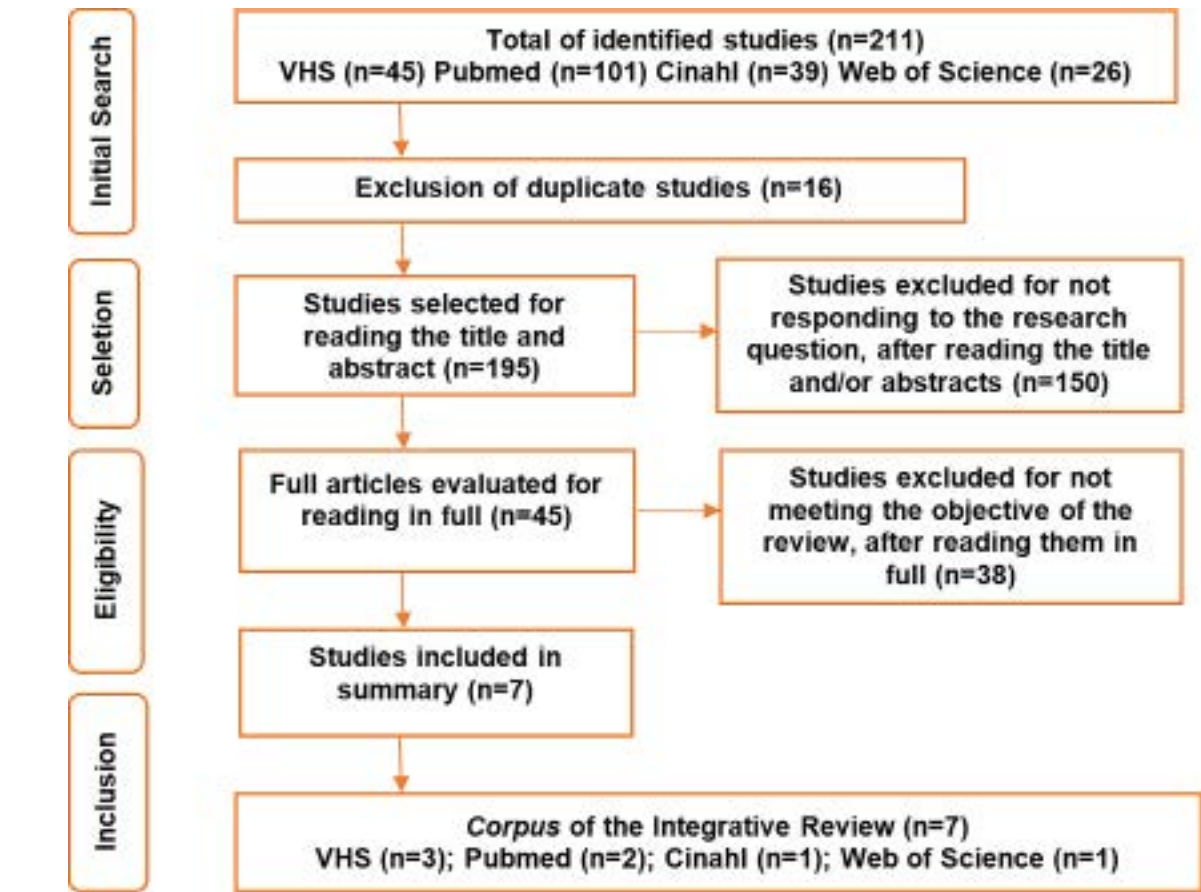 Initial Search
Total of identified studies (n=211)
VHS (n=45) Pubmed (n=101) Cinahl (n=39) Web of Science (n=26)
Exclusion of duplicate studies (n=16)
Seletion
Studies selected for
reading the title and
abstract (n=195)
Studies excluded for not
responding to the research
question, after reading the title
and/or abstracts (n=150)
Eligibility
Full articles evaluated for
reading in full (n=45)
Studies excluded for not
meeting the objective of the
review, after reading them in
full (n=38)
Studies included in
summary (n=7)
Inclusion
Corpus of the Integrative Review (n=7)
VHS (n=3); Pubmed (n=2); Cinahl (n=1); Web of Science (n=1)